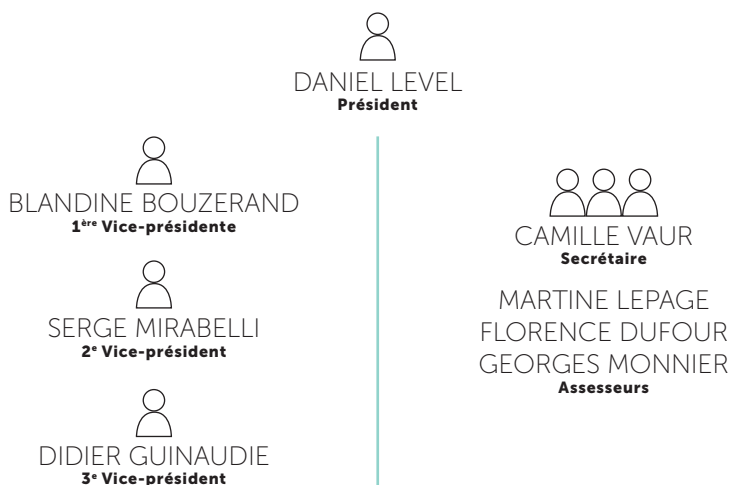 DANIEL LEVEL
Président
BLANDINE BOUZERAND
1ère Vice-présidente
SERGE MIRABELLI
2e Vice-président
DIDIER GUINAUDIE
3e Vice-président
CAMILLE VAUR
Secrétaire
MARTINE LEPAGE
FLORENCE DUFOUR
GEORGES MONNIER
Assesseurs